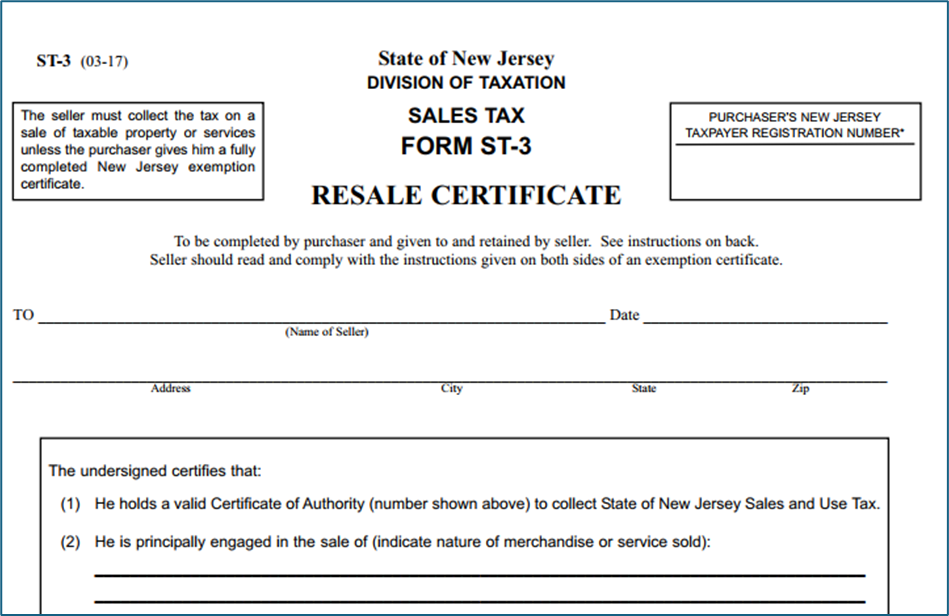 ST-3 (03-17)
State of New Jersey
DIVISION OF TAXATION
SALES TAX
FORM ST-3
RESALE CERTIFICATE
The seller must collect the tax on a
sale of taxable property or services
unless the purchaser gives him a fully
completed New Jersey exemption
certificate.
PURCHASER'S NEW JERSEY
TAXPAYER REGISTRATION NUMBER*
To be completed by purchaser and given to and retained by seller. See instructions on back.
Seller should read and comply with the instructions given on both sides of an exemption certificate.
TO Date
(Name of Seller)
Address City State Zip
The undersigned certifies that:
(1) He holds a valid Certificate of Authority (number shown above) to collect State of New Jersey Sales and Use Tax.
(2) He is principally engaged in the sale of (indicate nature of merchandise or service sold):